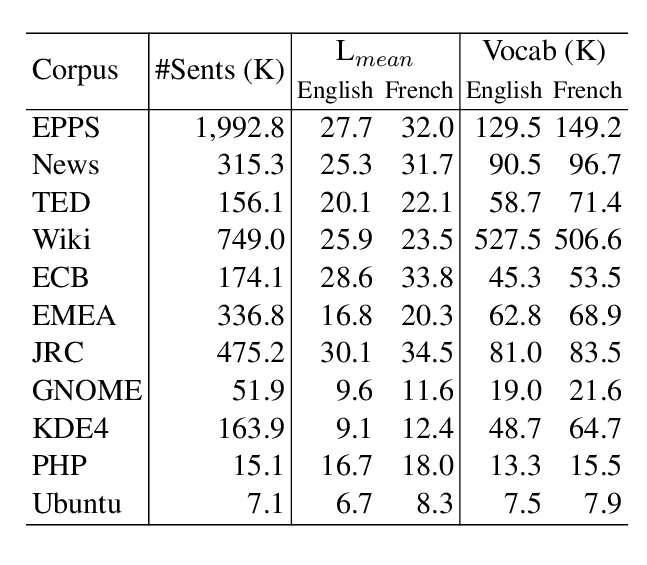 Corpus #Sents (K) L_mean Vocab (K)
English French English French
EPPS 1,992.8 27.7 32.0 129.5 149.2
News 315.3 25.3 31.7 90.5 96.7
TED 156.1 20.1 22.1 58.7 71.4
Wiki 749.0 25.9 23.5 527.5 506.6
ECB 174.1 28.6 33.8 45.3 53.5
EMEA 336.8 16.8 20.3 62.8 68.9
JRC 475.2 30.1 34.5 81.0 83.5
GNOME 51.9 9.6 11.6 19.0 21.6
KDE4 163.9 9.1 12.4 48.7 64.7
PHP 15.1 16.7 18.0 13.3 15.5
Ubuntu 7.1 6.7 8.3 7.5 7.9